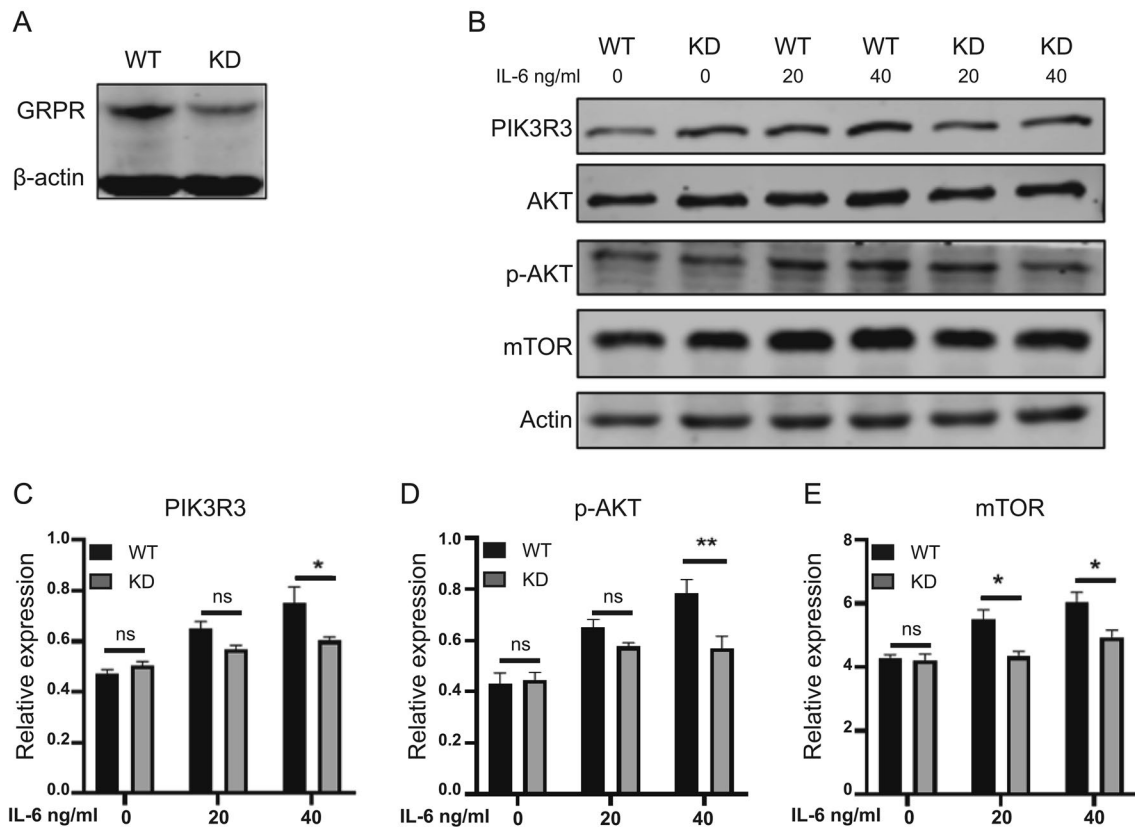 A
WT KD
GRPR
β-actin
B
WT KD WT WT KD KD
IL-6 ng/ml 0 0 20 40 20 40
PIK3R3
AKT
p-AKT
mTOR
Actin
C
PIK3R3
Relative expression
1.0
0.8
0.6
0.4
0.2
0.0
WT
KD
ns
ns
*
IL-6 ng/ml 0 20 40
D
p-AKT
Relative expression
1.0
0.8
0.6
0.4
0.2
0.0
WT
KD
ns
ns
**
IL-6 ng/ml 0 20 40
E
mTOR
Relative expression
8
6
4
2
0
WT
KD
ns
*
*
IL-6 ng/ml 0 20 40